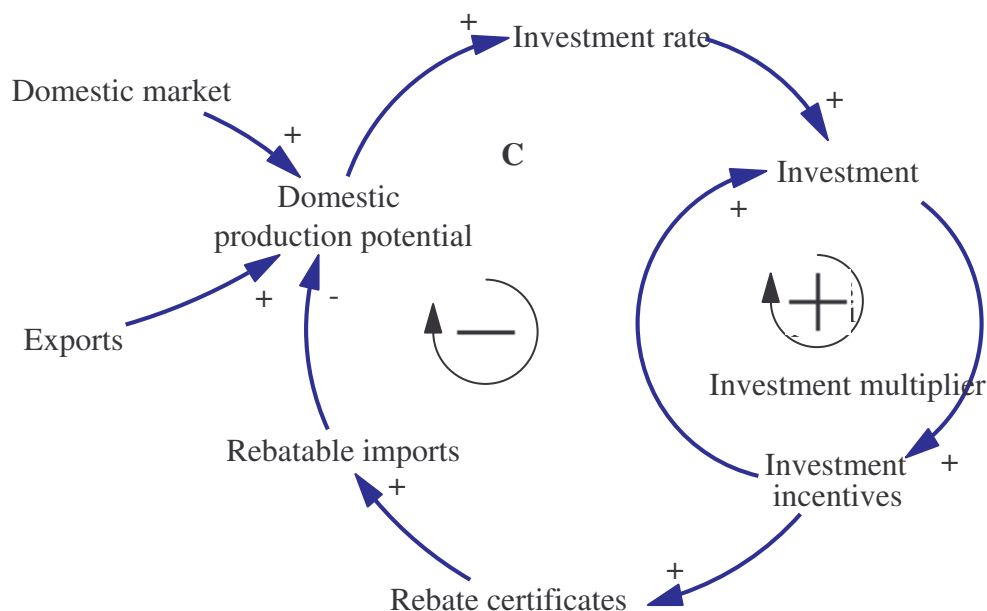 +
Investment rate
Domestic market
+
+
C
Domestic
production potential
Investment
+
+
-
Exports
Investment multiplier
Rebatable imports
Investment
incentives
+
+
+
Rebate certificates